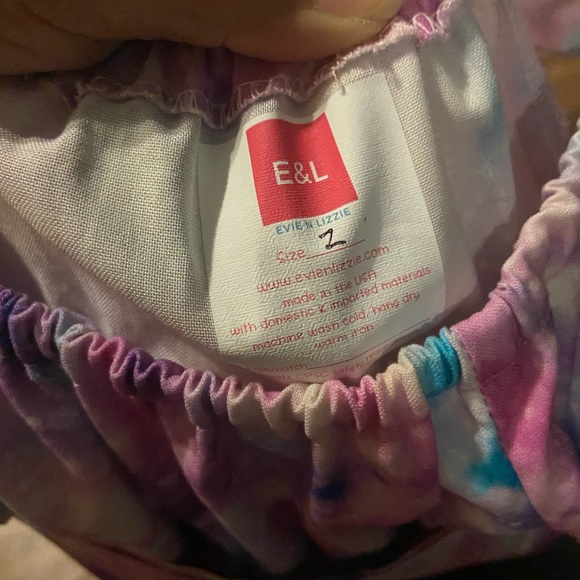 E&L
EVIE'N LIZZIE
Size 2
www.evienlizzie.com
made in the USA
with domestic & imported materials
machine wash cold, hang dry
warm iron